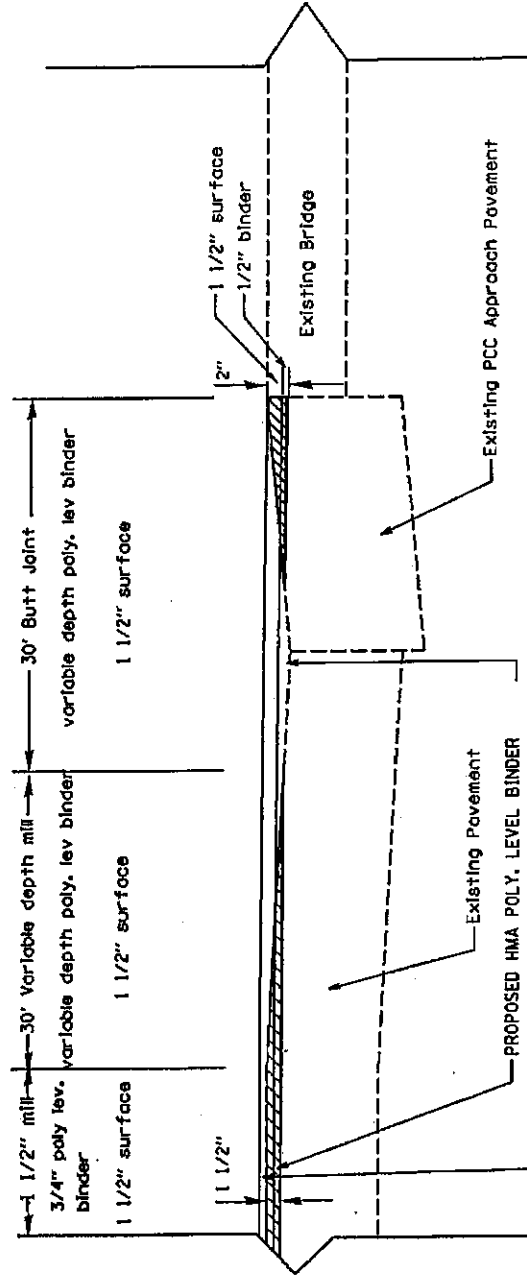 1 1/2" mill
3/4" poly lev.
binder
1 1/2" surface
30' Variable depth mill
variable depth poly. lev binder
1 1/2" surface
30' Butt Joint
variable depth poly. lev binder
1 1/2" surface
1 1/2"
2"
1 1/2" surface
1/2" binder
Existing Bridge
Existing Pavement
PROPOSED HMA POLY. LEVEL BINDER
Existing PCC Approach Pavement